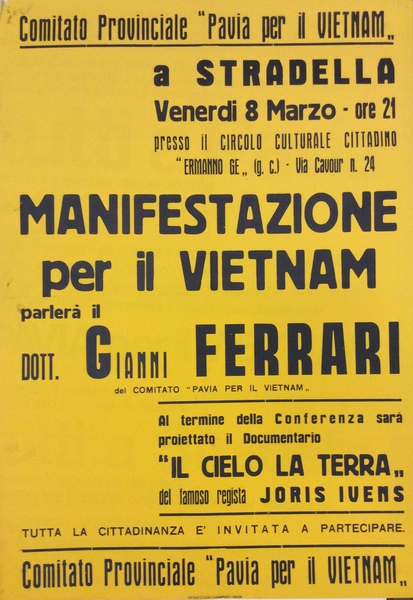 Comitato Provinciale "Pavia per il VIETNAM„
a STRADELLA
Venerdi 8 Marzo - ore 21
presso il CIRCOLO CULTURALE CITTADINO
"ERMANNO GE„ (g. c.) - Via Cavour n. 24
MANIFESTAZIONE
per il VIETNAM
parlerà il
DOTT. GIANNI FERRARI
del COMITATO "PAVIA PER IL VIETNAM„
Al termine della Conferenza sarà
proiettato il Documentario
"IL CIELO LA TERRA„
del famoso regista JORIS IVENS
TUTTA LA CITTADINANZA E' INVITATA A PARTECIPARE.
Comitato Provinciale "Pavia per il VIETNAM„